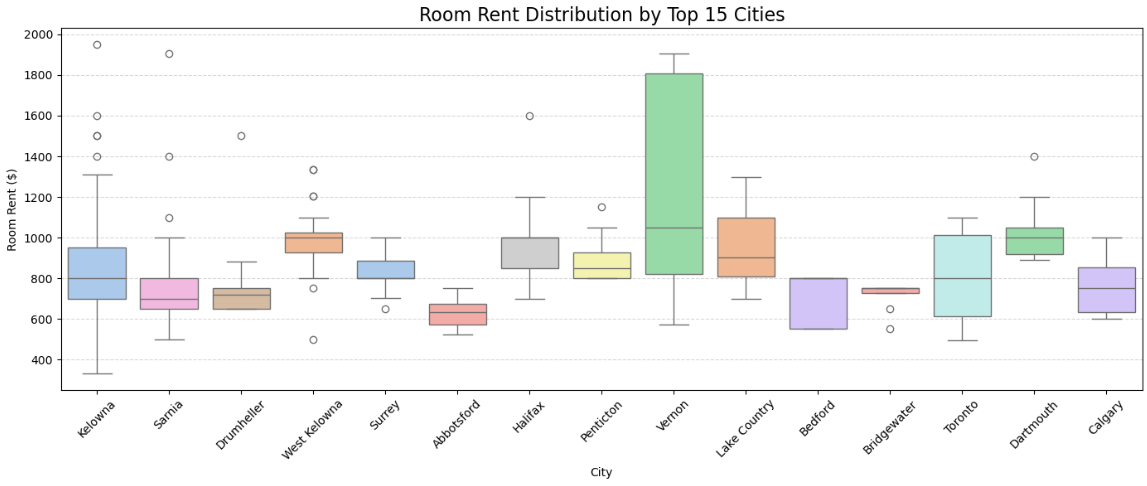 Room Rent Distribution by Top 15 Cities
2000
1800
1600
1400
1200
1000
800
600
400
Room Rent ($)
Kelowna
Sarnia
Drumheller
West Kelowna
Surrey
Abbotsford
Halifax
Penticton
Vernon
Lake Country
Bedford
Bridgewater
Toronto
Dartmouth
Calgary
City